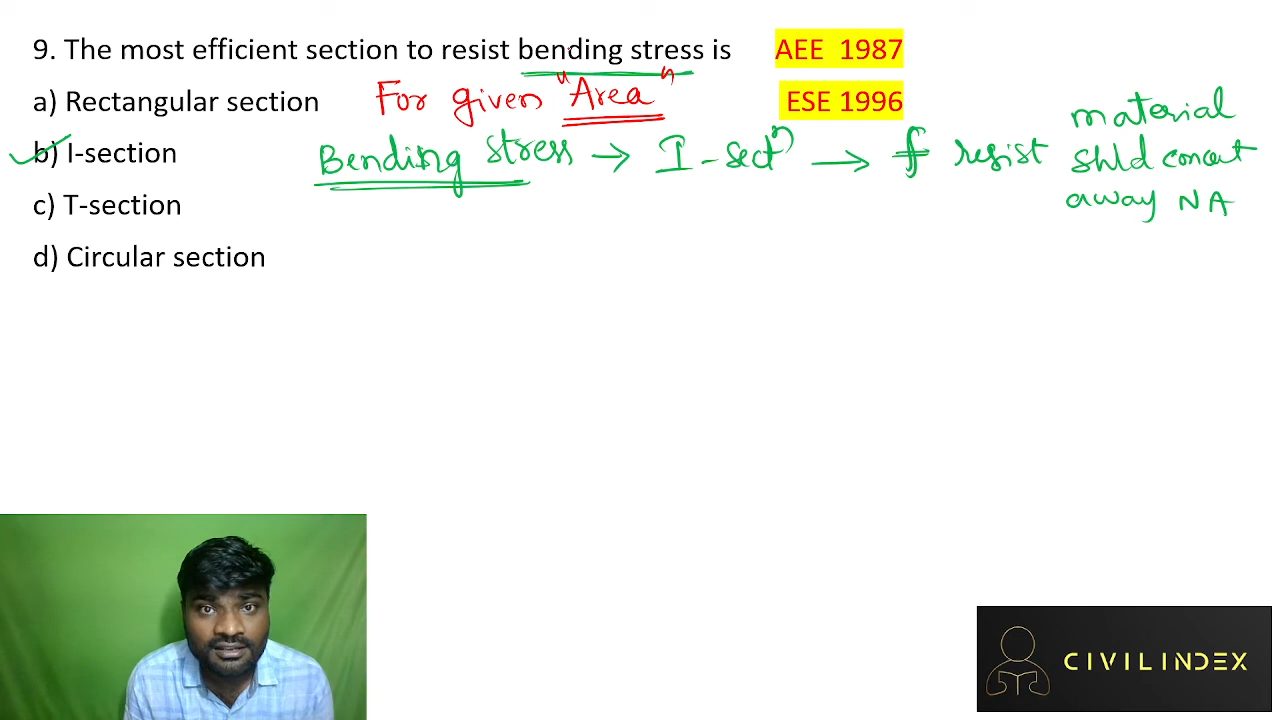 9. The most efficient section to resist bending stress is AEE 1987
a) Rectangular section For given "Area" ESE 1996
b) I-section Bending stress → I-sectⁿ → f resist material
shld concent
away NA
c) T-section
d) Circular section
CIVILINDEX